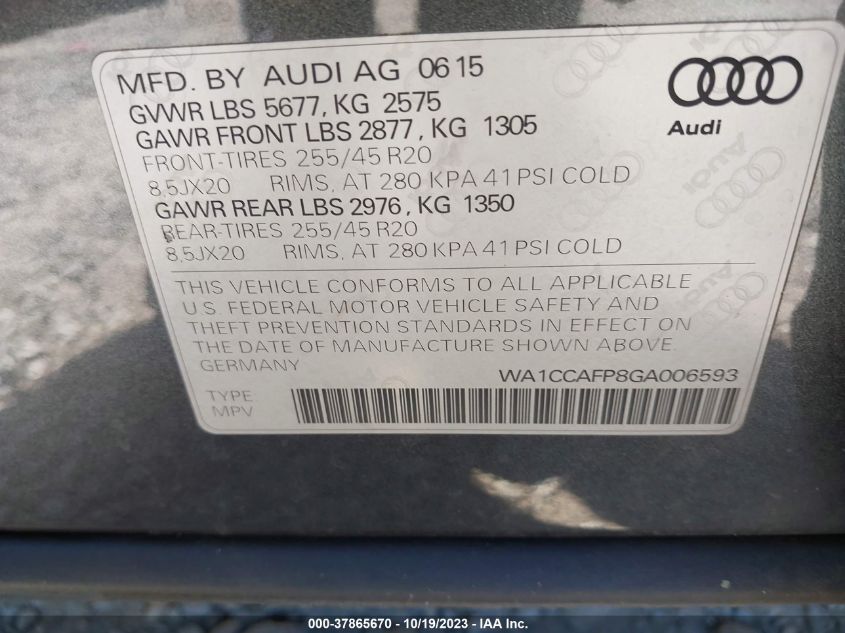 MFD. BY AUDI AG 0615
GVWR LBS 5677, KG 2575
GAWR FRONT LBS 2877, KG 1305
FRONT-TIRES 255/45 R20
8,5JX20 RIMS, AT 280 KPA 41 PSI COLD
GAWR REAR LBS 2976, KG 1350
REAR-TIRES 255/45 R20
8,5JX20 RIMS, AT 280 KPA 41 PSI COLD
Audi
THIS VEHICLE CONFORMS TO ALL APPLICABLE
U.S. FEDERAL MOTOR VEHICLE SAFETY AND
THEFT PREVENTION STANDARDS IN EFFECT ON
THE DATE OF MANUFACTURE SHOWN ABOVE.
GERMANY
WA1CCAFP8GA006593
TYPE:
MPV
Audi
Audi
000-37865670 - 10/19/2023 - IAA Inc.